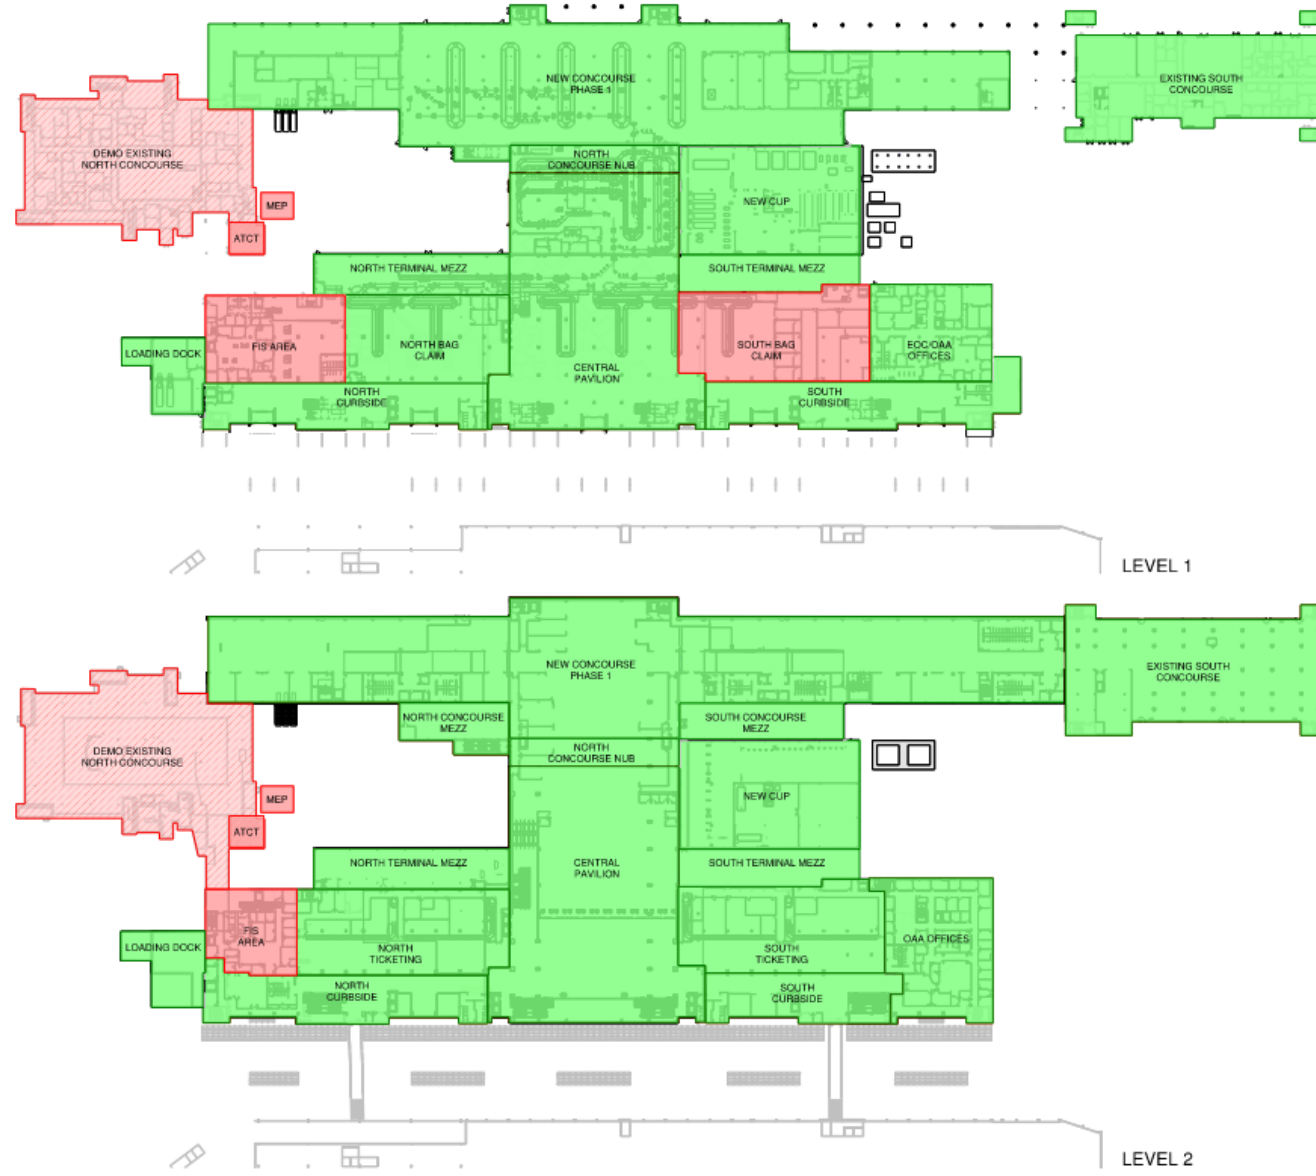 NEW CONCOURSE
PHASE 1
EXISTING SOUTH
CONCOURSE
DEMO EXISTING
NORTH CONCOURSE
NORTH
CONCOURSE NUB
MEP
NEW CUP
ATCT
NORTH TERMINAL MEZZ
SOUTH TERMINAL MEZZ
LOADING DOCK
FIS AREA
NORTH BAG
CLAIM
SOUTH BAG
CLAIM
EOC/OAA
OFFICES
CENTRAL
PAVILION
NORTH
CURBSIDE
SOUTH
CURBSIDE
LEVEL 1
NEW CONCOURSE
PHASE 1
EXISTING SOUTH
CONCOURSE
NORTH CONCOURSE
MEZZ
SOUTH CONCOURSE
MEZZ
DEMO EXISTING
NORTH CONCOURSE
NORTH
CONCOURSE NUB
MEP
NEW CUP
ATCT
NORTH TERMINAL MEZZ
CENTRAL
PAVILION
SOUTH TERMINAL MEZZ
LOADING DOCK
FIS
AREA
NORTH
TICKETING
SOUTH
TICKETING
OAA OFFICES
NORTH
CURBSIDE
SOUTH
CURBSIDE
LEVEL 2